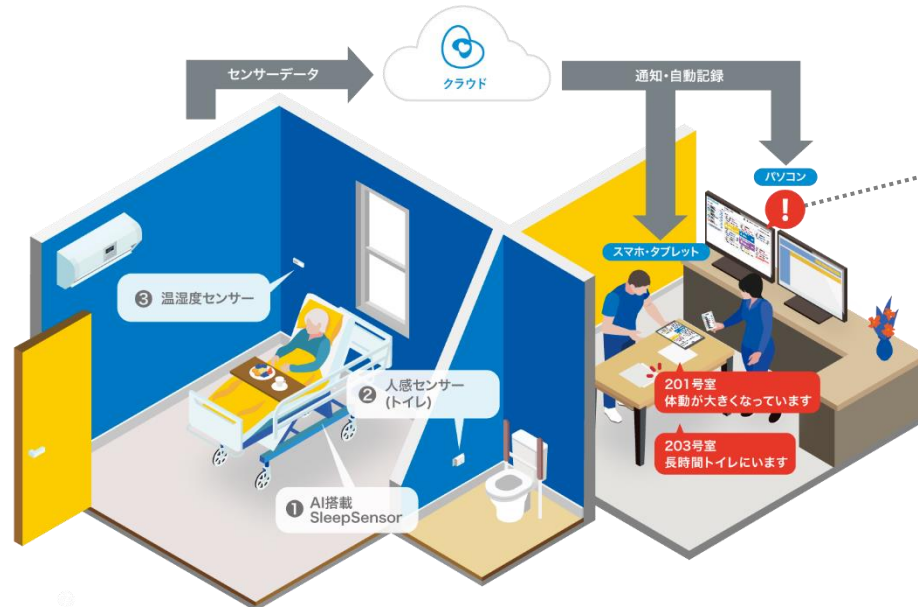 センサーデータ
クラウド
通知・自動記録
パソコン
!
スマホ・タブレット
❸ 温湿度センサー
❷ 人感センサー
(トイレ)
❶ AI搭載
SleepSensor
201号室
体動が大きくなっています
203号室
長時間トイレにいます